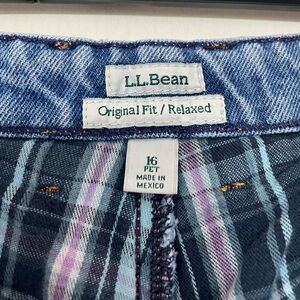 L.L.Bean
Original Fit / Relaxed
16
PET
MADE IN
MEXICO